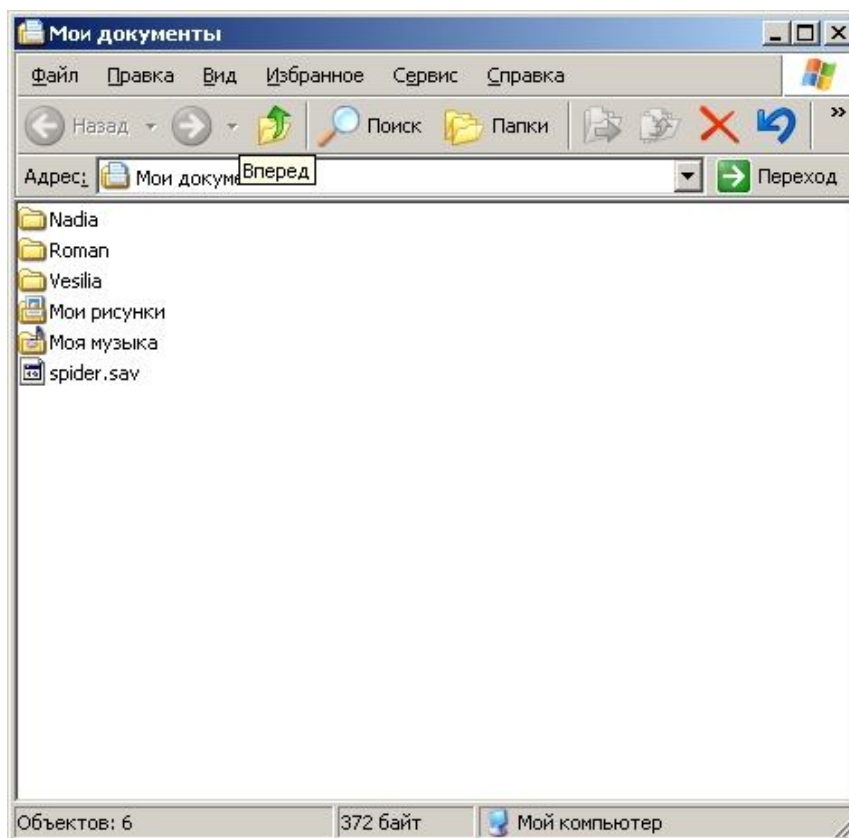 Мои документы
Файл Правка Вид Избранное Сервис Справка
Назад Поиск Папки »
Вперед
Адрес: Мои докуме Переход
Nadia
Roman
Vesilia
Мои рисунки
Моя музыка
spider.sav
Объектов: 6 372 байт Мой компьютер